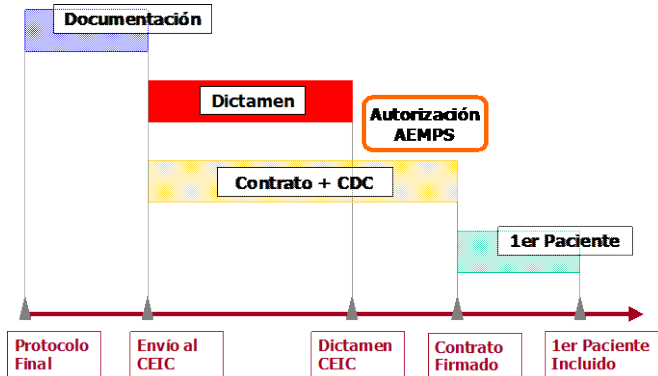 Documentación
Dictamen
Autorización
AEMPS
Contrato + CDC
1er Paciente
Protocolo
Final
Envío al
CEIC
Dictamen
CEIC
Contrato
Firmado
1er Paciente
Incluido